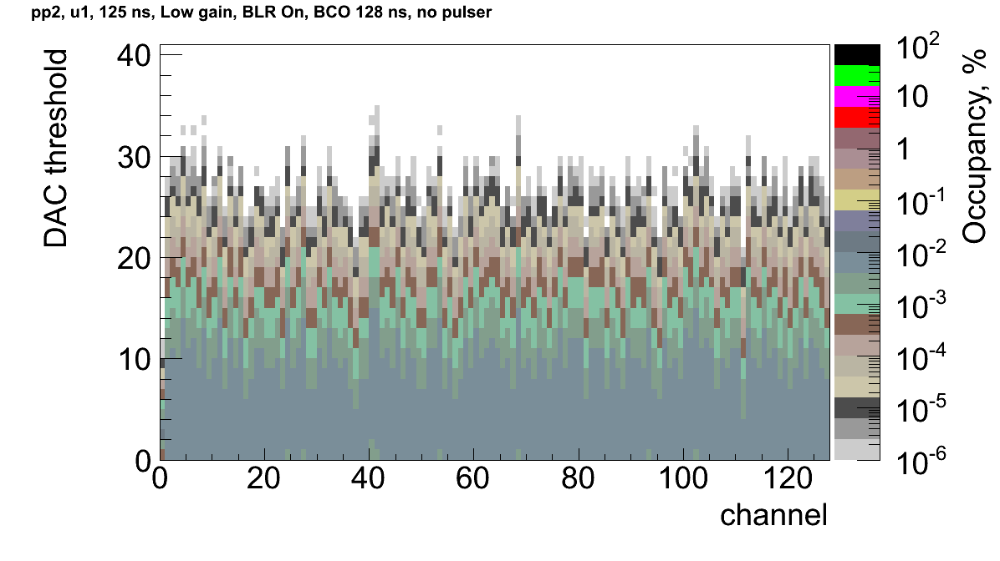 pp2, u1, 125 ns, Low gain, BLR On, BCO 128 ns, no pulser
DAC threshold
40
30
20
10
0
0 20 40 60 80 100 120
channel
10^2
10
1
10^-1
10^-2
10^-3
10^-4
10^-5
10^-6
Occupancy, %